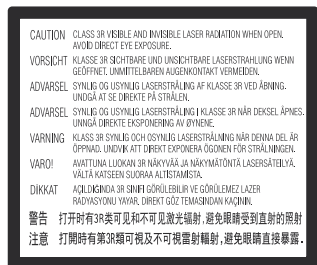 CAUTION CLASS 3R VISIBLE AND INVISIBLE LASER RADIATION WHEN OPEN.
AVOID DIRECT EYE EXPOSURE.
VORSICHT KLASSE 3R SICHTBARE UND UNSICHTBARE LASERSTRAHLUNG WENN
GEÖFFNET. UNMITTELBAREN AUGENKONTAKT VERMEIDEN.
ADVARSEL SYNLIG OG USYNLIG LASERSTRÅLING AF KLASSE 3R VED ÅBNING.
UNDGÅ AT SE DIREKTE PÅ STRÅLEN.
ADVARSEL SYNLIG OG USYNLIG LASERSTRÅLING I KLASSE 3R NÅR DEKSEL ÅPNES.
UNNGÅ DIREKTE EKSPONERING AV ØYNENE.
VARNING KLASS 3R SYNLIG OCH OSYNLIG LASERSTRÅLNING NÄR DENNA DEL ÄR
ÖPPNAD. UNDVIK ATT DIREKT EXPONERA ÖGONEN FÖR STRÅLNINGEN.
VARO! AVATTUNA LUOKAN 3R NÄKYVÄÄ JA NÄKYMÄTÖNTÄ LASERSÄTEILYÄ.
VÄLTÄ KATSEEN SUORAA ALTISTAMISTA.
DİKKAT AÇILDIĞINDA 3R SINIFI GÖRÜLEBİLİR VE GÖRÜLEMEZ LAZER
RADYASYONU YAYAR. DİREKT GÖZ TEMASINDAN KAÇININ.
警告 打开时有3R类可见和不可见激光辐射,避免眼睛受到直射的照射
注意 打開時有第3R類可視及不可視雷射輻射,避免眼睛直接暴露.